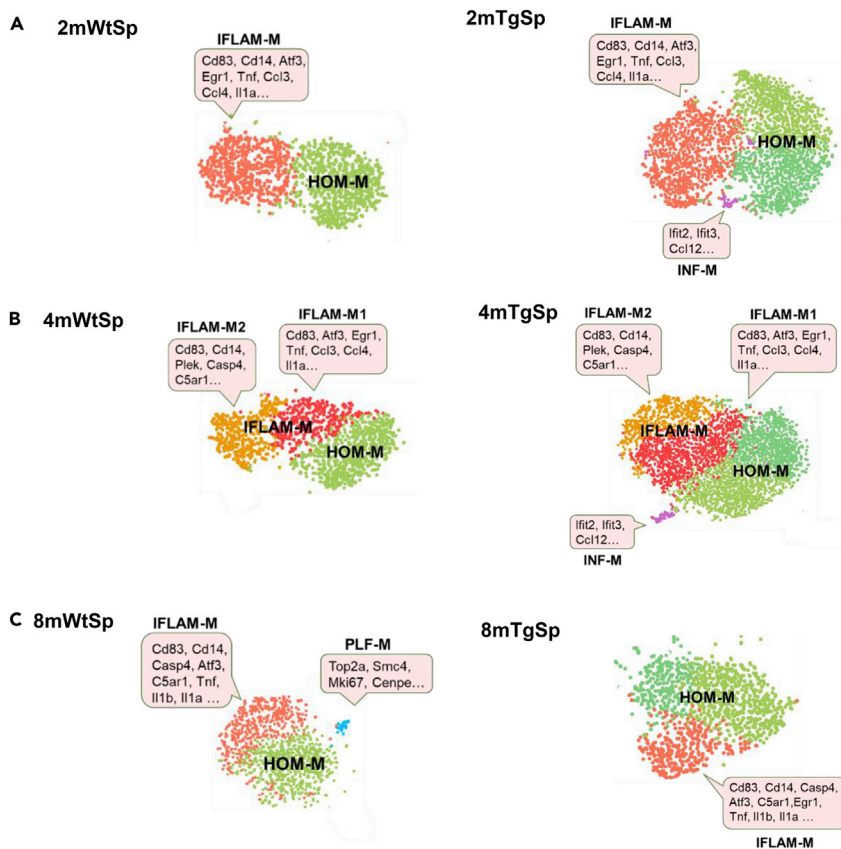 A
2mWtSp
IFLAM-M
Cd83, Cd14, Atf3,
Egr1, Tnf, Ccl3,
Ccl4, Il1a...
HOM-M
2mTgSp
IFLAM-M
Cd83, Cd14, Atf3,
Egr1, Tnf, Ccl3,
Ccl4, Il1a...
HOM-M
Ifit2, Ifit3,
Ccl12...
INF-M
B
4mWtSp
IFLAM-M2
Cd83, Cd14,
Plek, Casp4,
C5ar1...
IFLAM-M1
Cd83, Atf3, Egr1,
Tnf, Ccl3, Ccl4,
Il1a...
IFLAM-M
HOM-M
4mTgSp
IFLAM-M2
Cd83, Cd14,
Plek, Casp4,
C5ar1...
IFLAM-M1
Cd83, Atf3, Egr1,
Tnf, Ccl3, Ccl4,
Il1a...
IFLAM-M
HOM-M
Ifit2, Ifit3,
Ccl12...
INF-M
C
8mWtSp
IFLAM-M
Cd83, Cd14,
Casp4, Atf3,
C5ar1, Tnf,
Il1b, Il1a ...
PLF-M
Top2a, Smc4,
Mki67, Cenpe...
HOM-M
8mTgSp
HOM-M
Cd83, Cd14, Casp4,
Atf3, C5ar1,Egr1,
Tnf, Il1b, Il1a ...
IFLAM-M